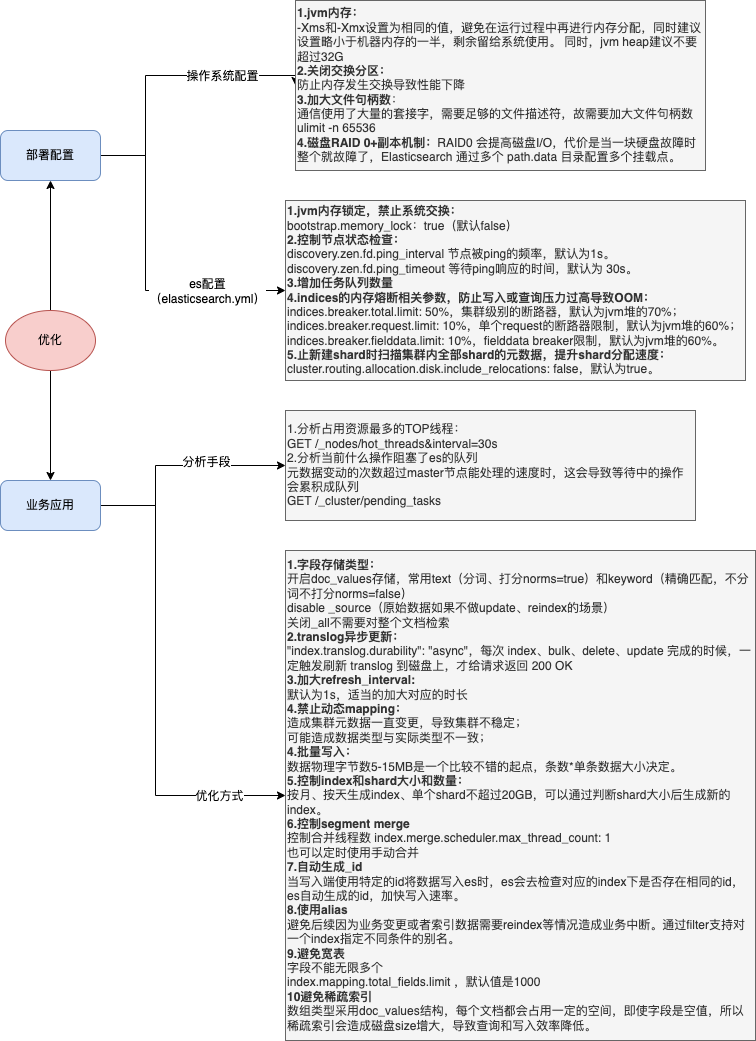 1.jvm内存：
-Xms和-Xmx设置为相同的值，避免在运行过程中再进行内存分配，同时建议
设置略小于机器内存的一半，剩余留给系统使用。 同时，jvm heap建议不要
超过32G
2.关闭交换分区：
防止内存发生交换导致性能下降
3.加大文件句柄数：
通信使用了大量的套接字，需要足够的文件描述符，故需要加大文件句柄数
ulimit -n 65536
4.磁盘RAID 0+副本机制：RAID0 会提高磁盘I/O，代价是当一块硬盘故障时
整个就故障了，Elasticsearch 通过多个 path.data 目录配置多个挂载点。
操作系统配置
部署配置
1.jvm内存锁定，禁止系统交换：
bootstrap.memory_lock：true（默认false）
2.控制节点状态检查：
discovery.zen.fd.ping_interval 节点被ping的频率，默认为1s。
discovery.zen.fd.ping_timeout 等待ping响应的时间，默认为 30s。
3.增加任务队列数量
4.indices的内存熔断相关参数，防止写入或查询压力过高导致OOM：
indices.breaker.total.limit: 50%，集群级别的断路器，默认为jvm堆的70%；
indices.breaker.request.limit: 10%，单个request的断路器限制，默认为jvm堆的60%；
indices.breaker.fielddata.limit: 10%，fielddata breaker限制，默认为jvm堆的60%。
5.止新建shard时扫描集群内全部shard的元数据，提升shard分配速度：
cluster.routing.allocation.disk.include_relocations: false，默认为true。
es配置
（elasticsearch.yml）
优化
1.分析占用资源最多的TOP线程：
GET /_nodes/hot_threads&interval=30s
2.分析当前什么操作阻塞了es的队列
元数据变动的次数超过master节点能处理的速度时，这会导致等待中的操作
会累积成队列
GET /_cluster/pending_tasks
分析手段
业务应用
1.字段存储类型：
开启doc_values存储，常用text（分词、打分norms=true）和keyword（精确匹配，不分
词不打分norms=false）
disable _source（原始数据如果不做update、reindex的场景）
关闭_all不需要对整个文档检索
2.translog异步更新：
"index.translog.durability": "async"，每次 index、bulk、delete、update 完成的时候，一
定触发刷新 translog 到磁盘上，才给请求返回 200 OK
3.加大refresh_interval:
默认为1s，适当的加大对应的时长
4.禁止动态mapping：
造成集群元数据一直变更，导致集群不稳定；
可能造成数据类型与实际类型不一致；
4.批量写入：
数据物理字节数5-15MB是一个比较不错的起点，条数*单条数据大小决定。
5.控制index和shard大小和数量：
按月、按天生成index、单个shard不超过20GB，可以通过判断shard大小后生成新的
index。
6.控制segment merge
控制合并线程数 index.merge.scheduler.max_thread_count: 1
也可以定时使用手动合并
7.自动生成_id
当写入端使用特定的id将数据写入es时，es会去检查对应的index下是否存在相同的id，
es自动生成的id，加快写入速率。
8.使用alias
避免后续因为业务变更或者索引数据需要reindex等情况造成业务中断。通过filter支持对
一个index指定不同条件的别名。
9.避免宽表
字段不能无限多个
index.mapping.total_fields.limit ，默认值是1000
10避免稀疏索引
数组类型采用doc_values结构，每个文档都会占用一定的空间，即使字段是空值，所以
稀疏索引会造成磁盘size增大，导致查询和写入效率降低。
优化方式